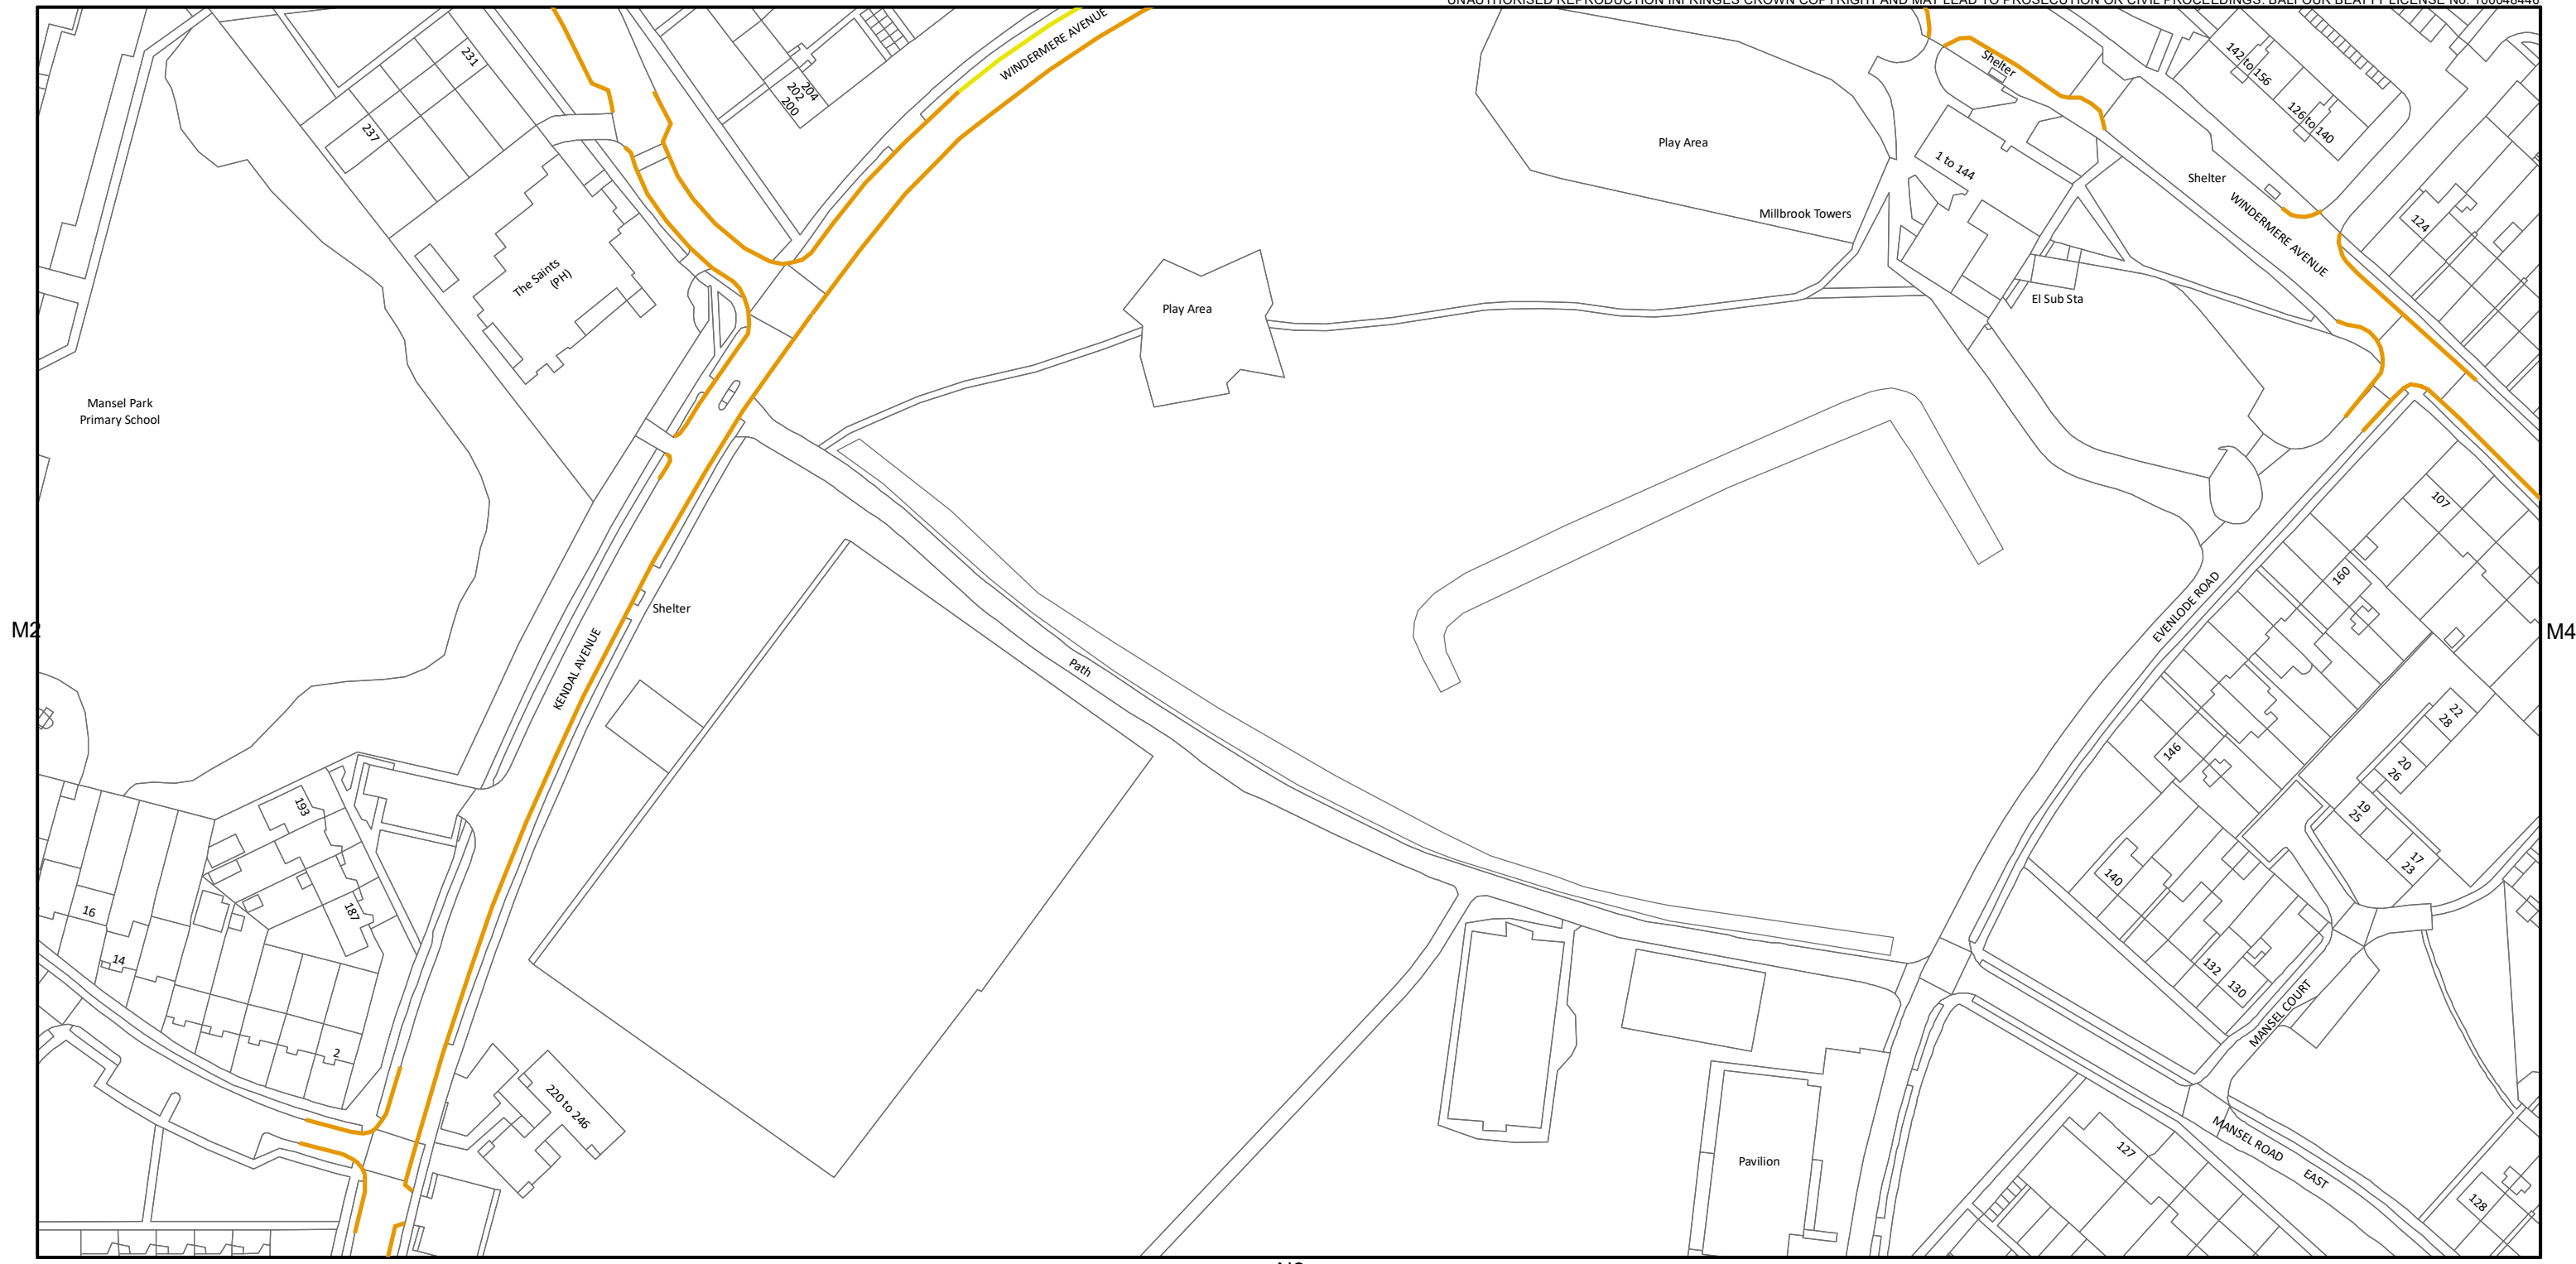 UNAUTHORISED REPRODUCTION INFRINGES CROWN COPYRIGHT AND MAY LEAD TO PROSECUTION OR CIVIL PROCEEDINGS. BALFOUR BEATTY LICENSE No. 100048446
231
237
204
202
200
WINDERMERE AVENUE
Play Area
Shelter
142 to 156
126 to 140
1 to 144
Shelter
Millbrook Towers
WINDERMERE AVENUE
124
The Saints
(PH)
Play Area
El Sub Sta
Mansel Park
Primary School
107
160
EVENLODE ROAD
Shelter
M2
M4
KENDAL AVENUE
Path
22
28
146
20
26
193
19
25
17
23
140
187
16
14
132
130
MANSEL COURT
2
220 to 246
127
MANSEL ROAD
EAST
Pavilion
128